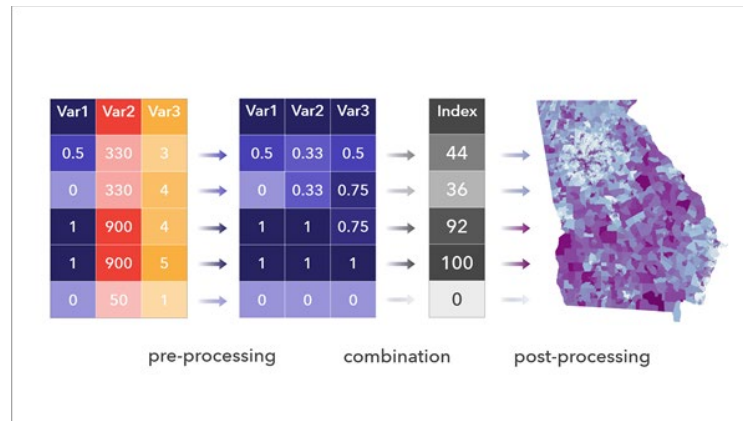 Var1 Var2 Var3 Var1 Var2 Var3 Index
0.5 330 3 0.5 0.33 0.5 44
0 330 4 0 0.33 0.75 36
1 900 4 1 1 0.75 92
1 900 5 1 1 1 100
0 50 1 0 0 0 0
pre-processing combination post-processing